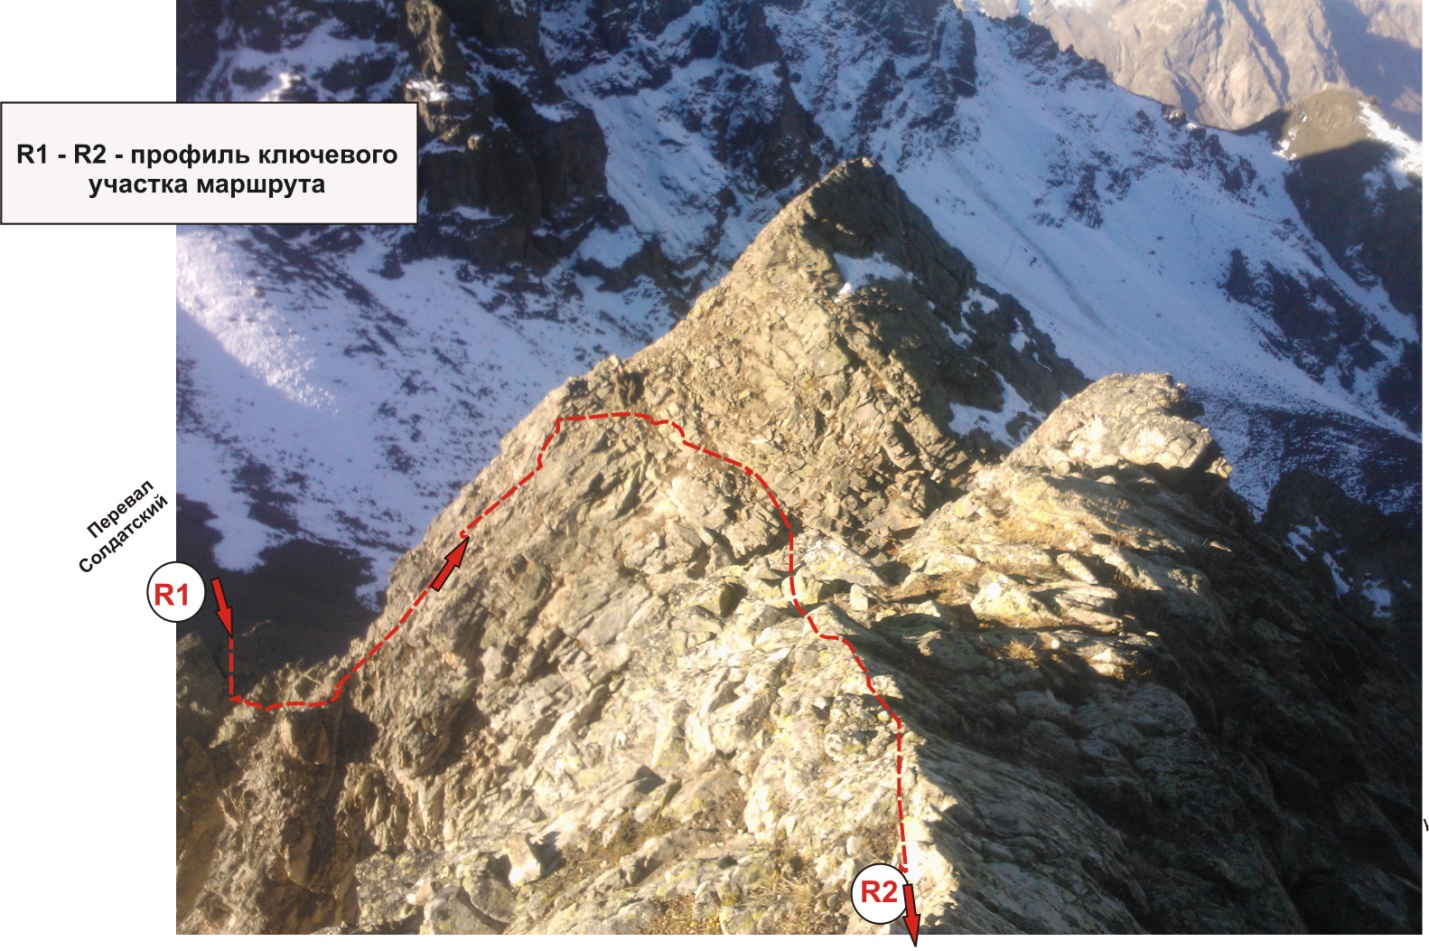 R1 - R2 - профиль ключевого
участка маршрута
Перевал
Солдатский
R1
R2